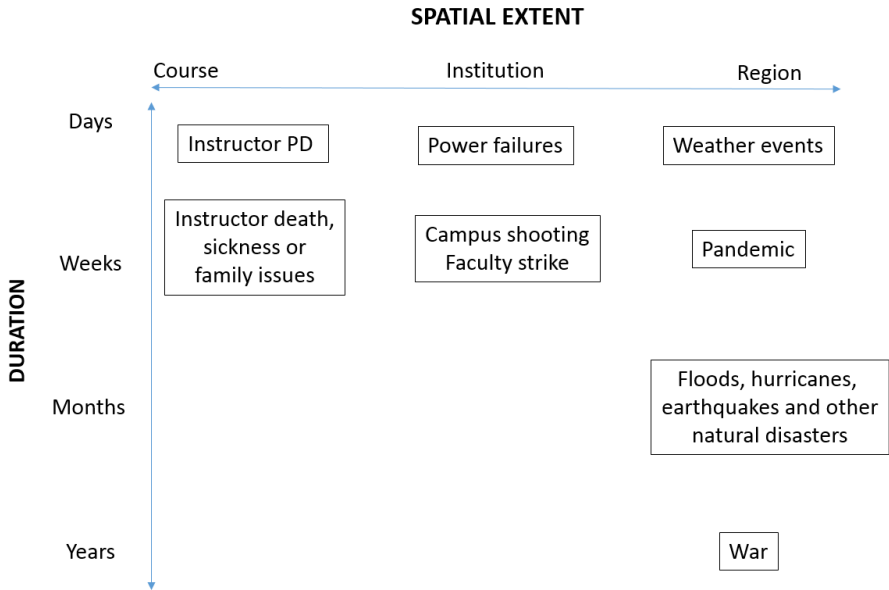 SPATIAL EXTENT
Course
Institution
Region
Days
Instructor PD
Power failures
Weather events
Weeks
Instructor death,
sickness or
family issues
Campus shooting
Faculty strike
Pandemic
DURATION
Months
Floods, hurricanes,
earthquakes and other
natural disasters
Years
War